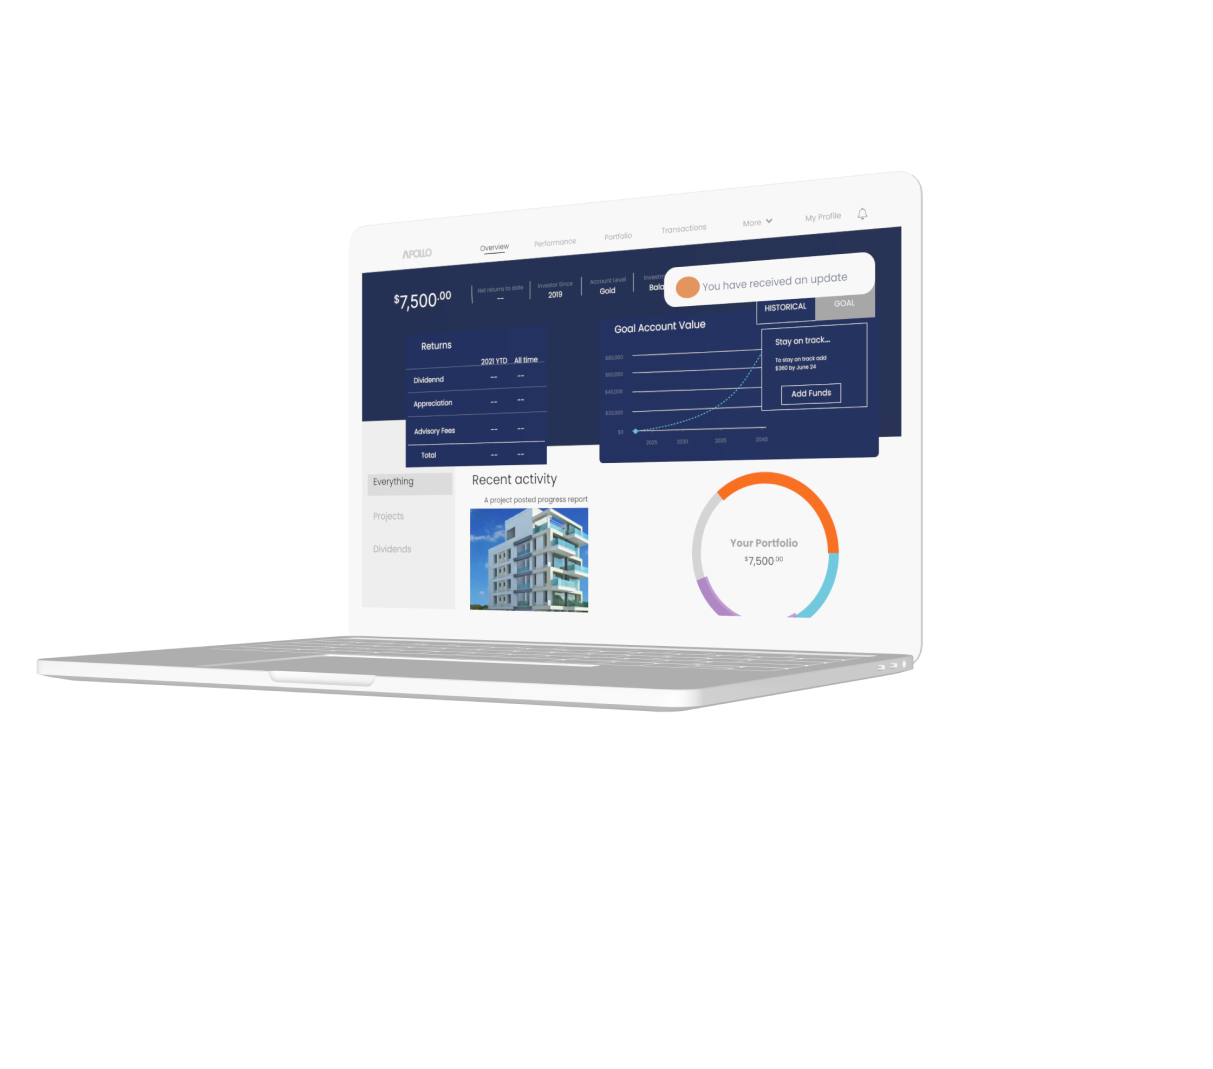 APOLLO
Overview
Performance
Portfolio
Transactions
More
My Profile
$7,500.00
Net returns to date
--
Investor Since
2019
Account Level
Gold
You have received an update
HISTORICAL
GOAL
Returns
2021 YTD All time
Dividennd -- --
Appreciation -- --
Advisory Fees -- --
Total -- --
Goal Account Value
$80,000
$60,000
$40,000
$20,000
$0
2025 2030 2035 2040
Stay on track...
To stay on track add
$360 by June 24
Add Funds
Everything
Projects
Dividends
Recent activity
A project posted progress report
Your Portfolio
$7,500.00